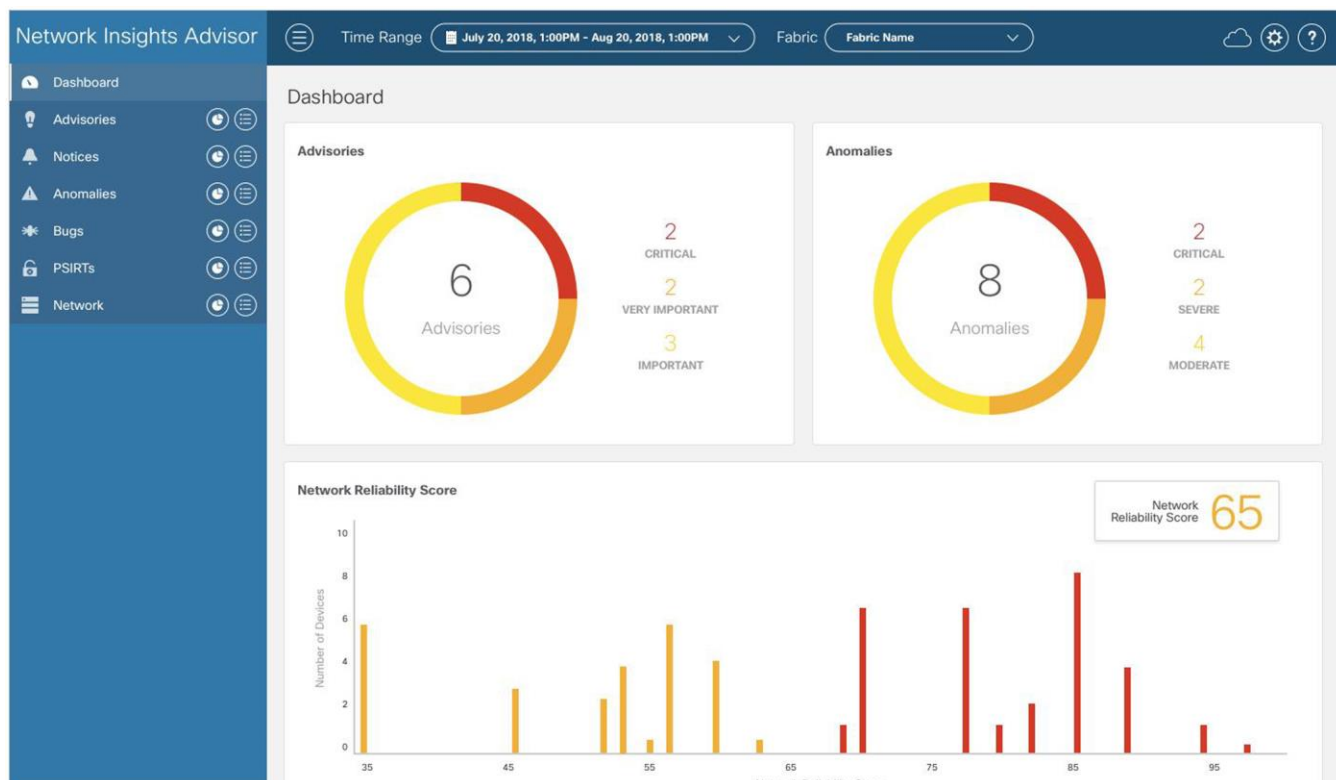 Network Insights Advisor
Time Range July 20, 2018, 1:00PM - Aug 20, 2018, 1:00PM Fabric Fabric Name ?
Dashboard
Advisories
Notices
Anomalies
Bugs
PSIRTs
Network
Dashboard
Advisories
6
Advisories
2
CRITICAL
2
VERY IMPORTANT
3
IMPORTANT
Anomalies
8
Anomalies
2
CRITICAL
2
SEVERE
4
MODERATE
Network Reliability Score
Network
Reliability Score
65
Number of Devices
10
8
6
4
2
0
35 45 55 65 75 85 95